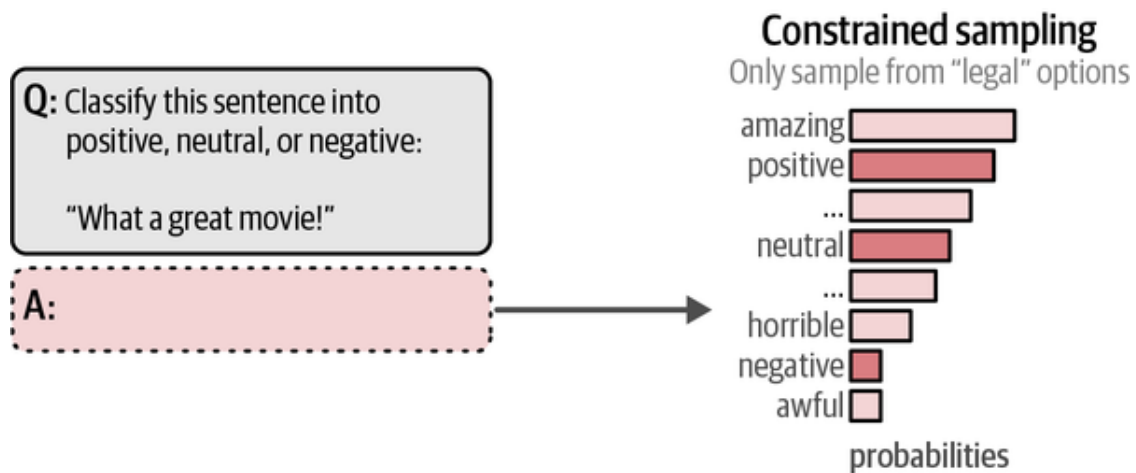 Q: Classify this sentence into
positive, neutral, or negative:
“What a great movie!”
A:
Constrained sampling
Only sample from “legal” options
amazing
positive
...
neutral
...
horrible
negative
awful
probabilities